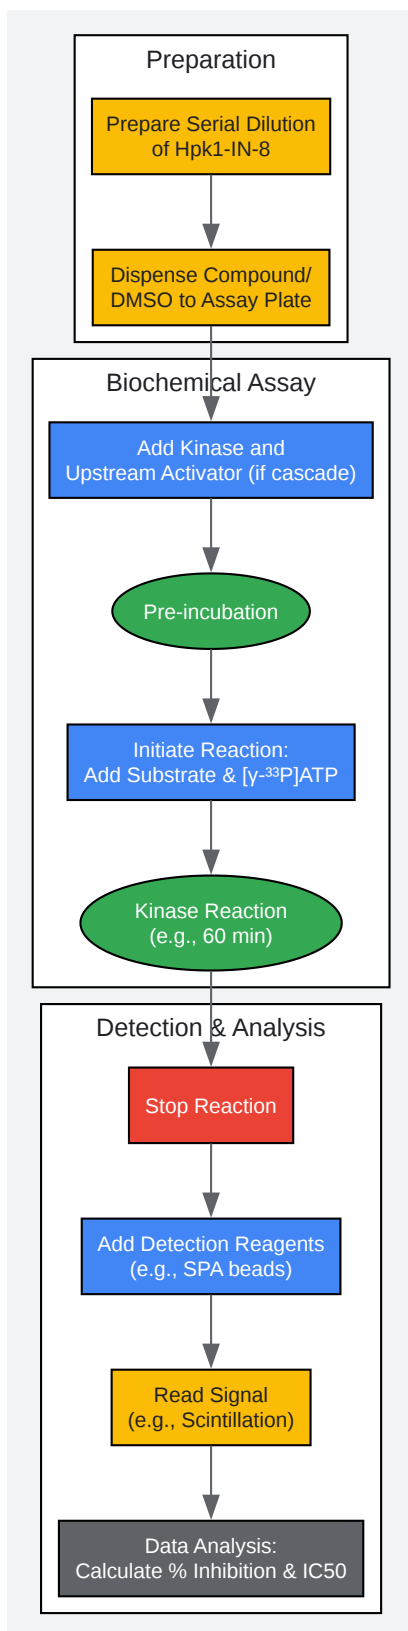 Preparation
Prepare Serial Dilution
of Hpk1-IN-8
Dispense Compound/
DMSO to Assay Plate
Biochemical Assay
Add Kinase and
Upstream Activator (if cascade)
Pre-incubation
Initiate Reaction:
Add Substrate & [γ-³³P]ATP
Kinase Reaction
(e.g., 60 min)
Detection & Analysis
Stop Reaction
Add Detection Reagents
(e.g., SPA beads)
Read Signal
(e.g., Scintillation)
Data Analysis:
Calculate % Inhibition & IC50